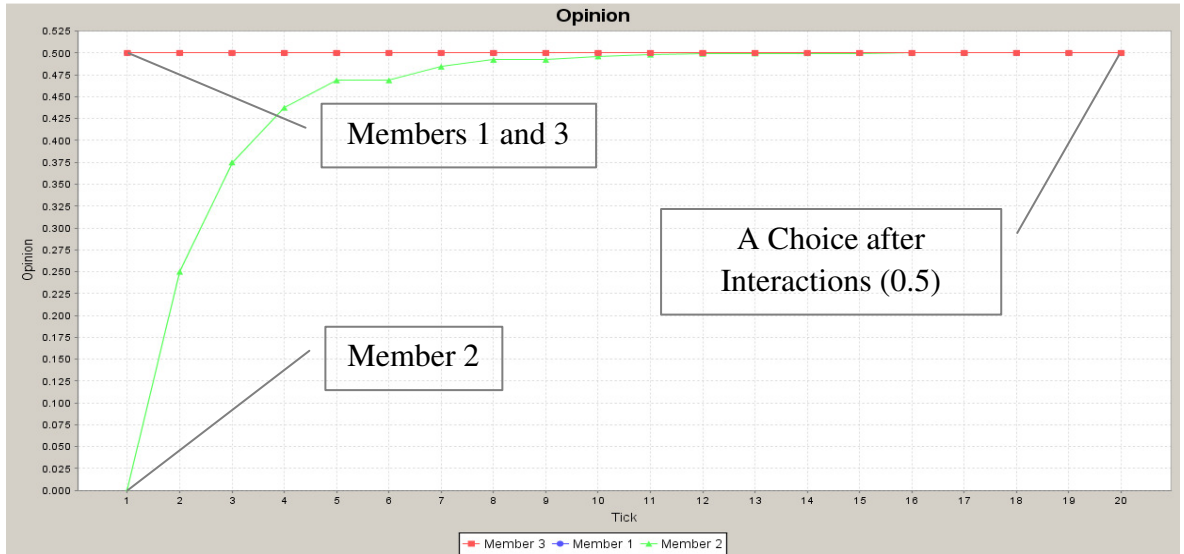 Opinion
0.525
0.500
0.475
0.450
0.425
0.400
0.375
0.350
0.325
0.300
0.275
0.250
0.225
0.200
0.175
0.150
0.125
0.100
0.075
0.050
0.025
0.000
Opinion
Members 1 and 3
A Choice after
Interactions (0.5)
Member 2
1 2 3 4 5 6 7 8 9 10 11 12 13 14 15 16 17 18 19 20
Tick
Member 3 Member 1 Member 2